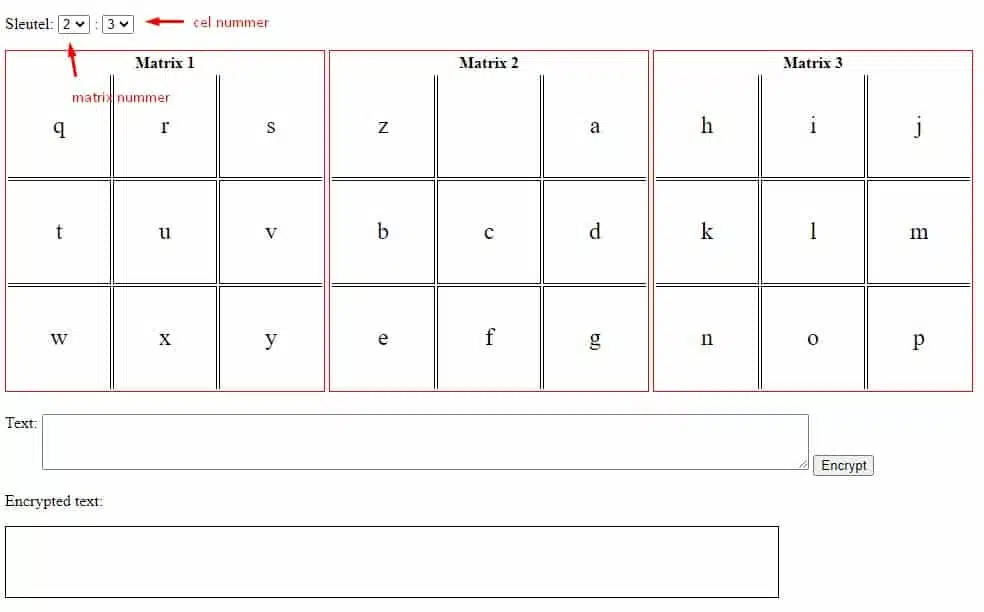 Sleutel: 2 : 3 cel nummer
Matrix 1 Matrix 2 Matrix 3
matrix nummer
q r s z a h i j
t u v b c d k l m
w x y e f g n o p
Text:
Encrypt
Encrypted text: